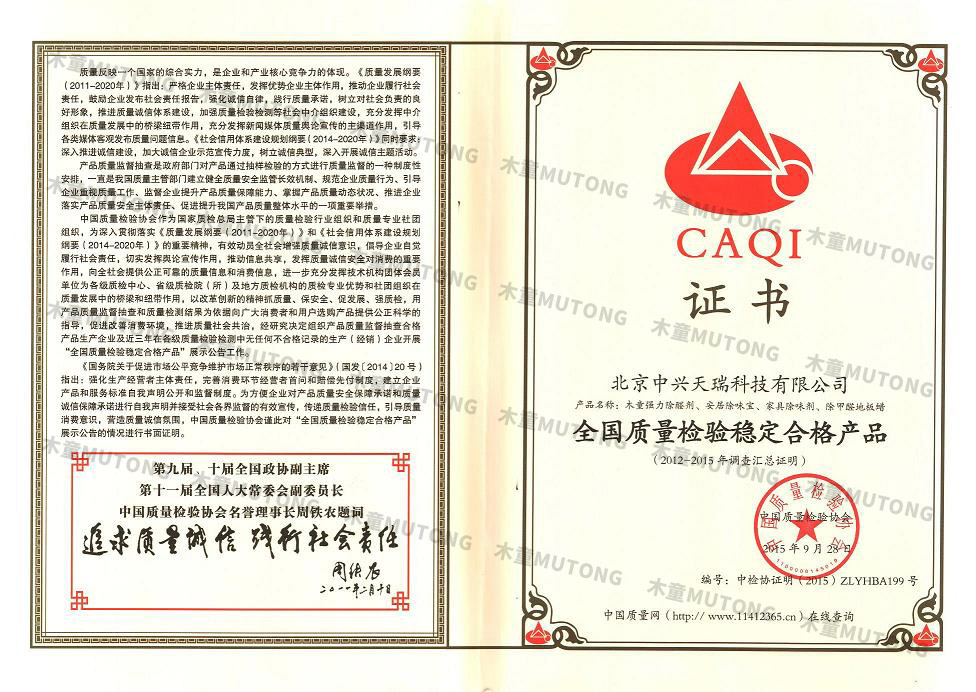 质量反映一个国家的综合实力，是企业和产业核心竞争力的体现。《质量发展纲要
（2011-2020年）》指出：严格企业主体责任，发挥优势企业主体作用，推动企业履行社会
责任，鼓励企业发布社会责任报告，强化诚信自律，践行质量承诺，树立对社会负责的良
好形象，推进质量诚信体系建设，加强质量检验检测等社会中介组织建设，充分发挥中介
组织在质量发展中的桥梁纽带作用，充分发挥新闻媒体质量舆论宣传的主渠道作用，引导
各类媒体客观发布质量问题信息。《社会信用体系建设规划纲要（2014-2020年）》同时要求：
深入推进诚信建设，加大诚信企业示范宣传力度，树立诚信典型，深入开展诚信主题活动。
产品质量监督抽查是政府部门对产品通过抽样检验的方式进行质量监督的一种制度性
安排，一直是我国质量主管部门建立健全质量安全监管长效机制、规范企业质量行为、引导
企业重视质量工作、监督企业提升产品质量保障能力、掌握产品质量动态状况、推进企业
落实产品质量安全主体责任、促进提升我国产品质量整体水平的一项重要举措。
中国质量检验协会作为国家质检总局主管下的质量检验行业组织和质量专业社团
组织，为深入贯彻落实《质量发展纲要（2011-2020年）》和《社会信用体系建设规划
纲要（2014-2020年）》的重要精神，有效动员全社会增强质量诚信意识，倡导企业自觉
履行社会责任，切实发挥舆论宣传作用，推动信息共享，发挥质量诚信安全对消费的重要
作用，向全社会提供公正可靠的质量信息和消费信息，进一步充分发挥技术机构团体会员
单位为各级质检中心、省级质检院（所）及地方质检机构的质检专业优势和社团组织在
质量发展中的桥梁和纽带作用，以改革创新的精神抓质量、保安全、促发展、强质检，用
产品质量监督抽查和质量检测结果为依据向广大消费者和用户选购产品提供公正科学的
指导，促进改善消费环境，推进质量社会共治，经研究决定组织产品质量监督抽查合格
产品生产企业及近三年在各级质量检验检测中无任何不合格记录的生产（经销）企业开展
“全国质量检验稳定合格产品”展示公告工作。
《国务院关于促进市场公平竞争维护市场正常秩序的若干意见》（国发〔2014〕20号）
指出：强化生产经营者主体责任，完善消费环节经营者首问和赔偿先付制度，建立企业
产品和服务标准自我声明公开和监督制度。为方便企业对产品质量安全保障承诺和质量
诚信保障承诺进行自我声明并接受社会各界监督的有效宣传，传递质量检验信任，引导质量
消费意识，营造质量诚信氛围，中国质量检验协会谨此对“全国质量检验稳定合格产品”
展示公告的情况进行书面证明。
第九届、十届全国政协副主席
第十一届全国人大常委会副委员长
中国质量检验协会名誉理事长周铁农题词
追求质量诚信 践行社会责任
周铁农
二〇一一年二月十日
CAQI
证书
北京中兴天瑞科技有限公司
产品名称：木童强力除醛剂、安居除味宝、家具除味剂、除甲醛地板蜡
全国质量检验稳定合格产品
（2012-2015年调查汇总证明）
中国质量检验协会
中国质量检验协会
2015年9月28日
1100000145019
编号：中检协证明（2015）ZLYHBA199号
中国质量网（http:// www.11412365.cn）在线查询
木童MUTONG